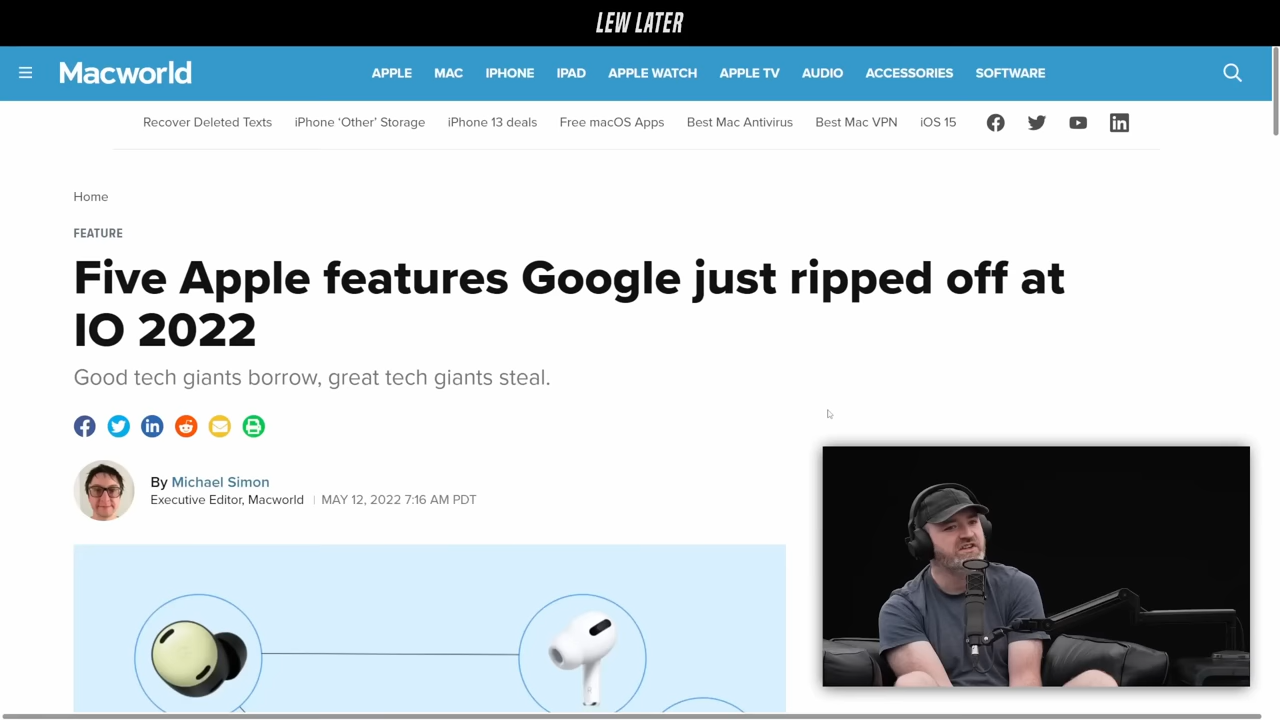 LEW LATER
Macworld
APPLE MAC IPHONE IPAD APPLE WATCH APPLE TV AUDIO ACCESSORIES SOFTWARE
Recover Deleted Texts iPhone ‘Other’ Storage iPhone 13 deals Free macOS Apps Best Mac Antivirus Best Mac VPN iOS 15
Home
FEATURE
Five Apple features Google just ripped off at
IO 2022
Good tech giants borrow, great tech giants steal.
By Michael Simon
Executive Editor, Macworld | MAY 12, 2022 7:16 AM PDT